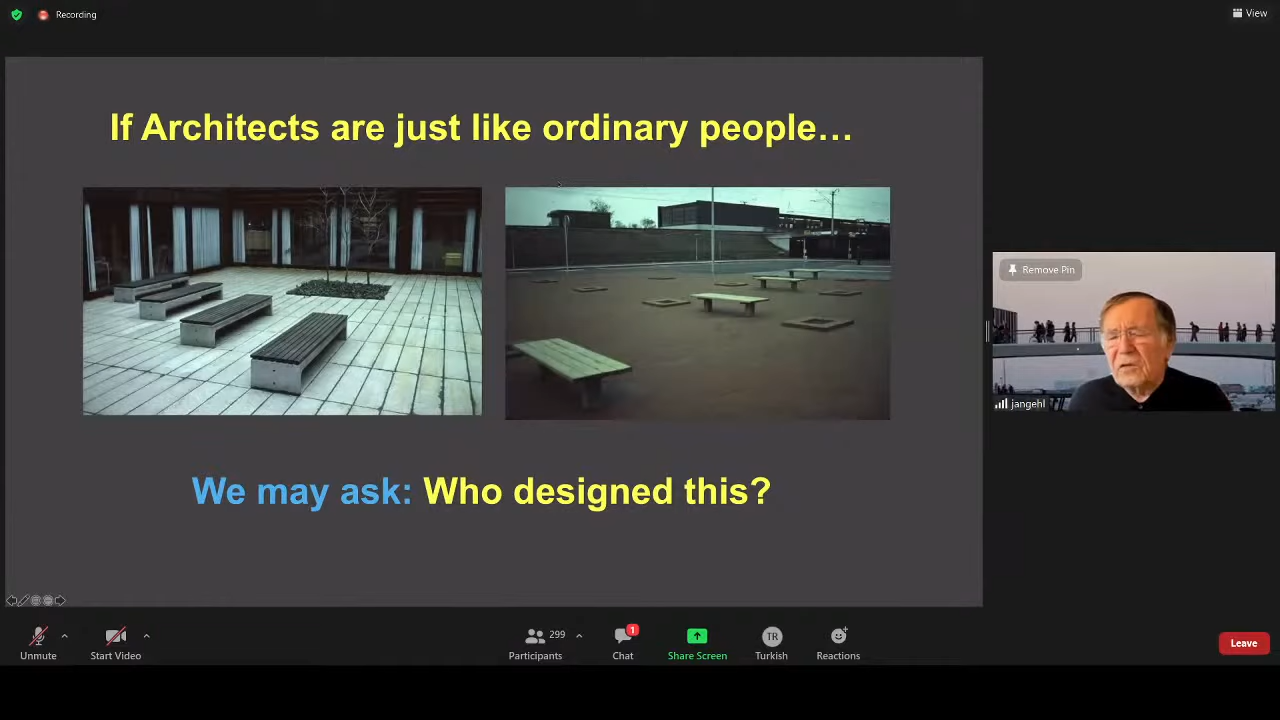 Recording
View
If Architects are just like ordinary people…
Remove Pin
jangehl
We may ask: Who designed this?
Unmute
Start Video
299
Participants
1
Chat
Share Screen
TR
Turkish
Reactions
Leave